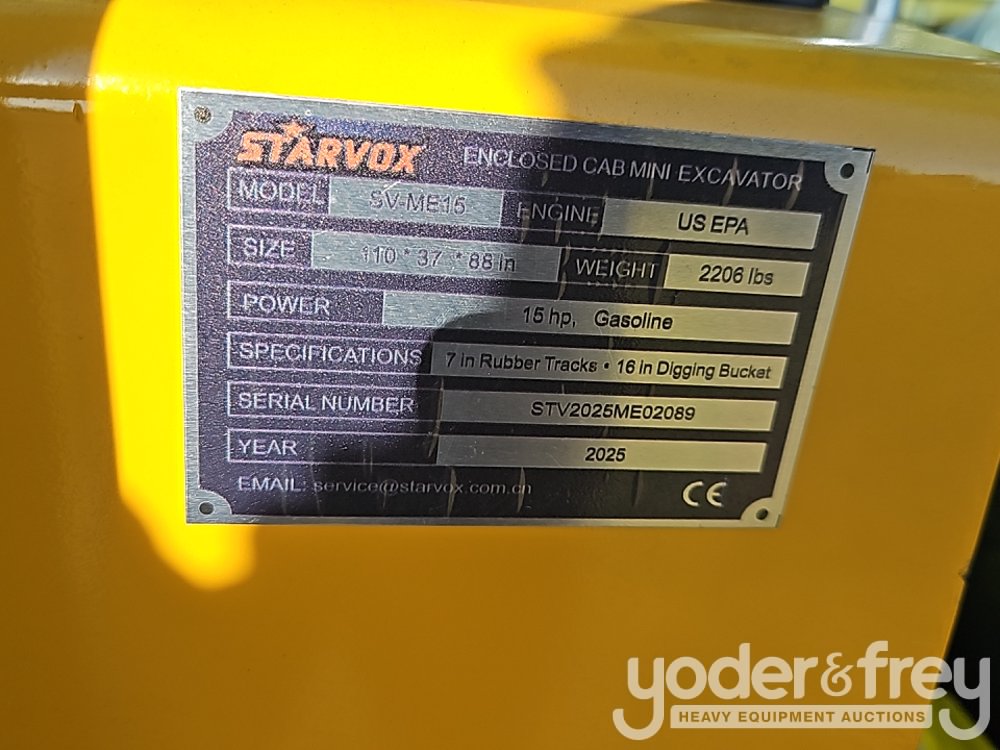 STARVOX ENCLOSED CAB MINI EXCAVATOR
MODEL SV-ME15 ENGINE US EPA
SIZE 110 * 37 * 88 in WEIGHT 2206 lbs
POWER 15 hp, Gasoline
SPECIFICATIONS 7 in Rubber Tracks • 16 in Digging Bucket
SERIAL NUMBER STV2025ME02089
YEAR 2025
EMAIL: service@starvox.com.cn CE
yoder&frey
HEAVY EQUIPMENT AUCTIONS